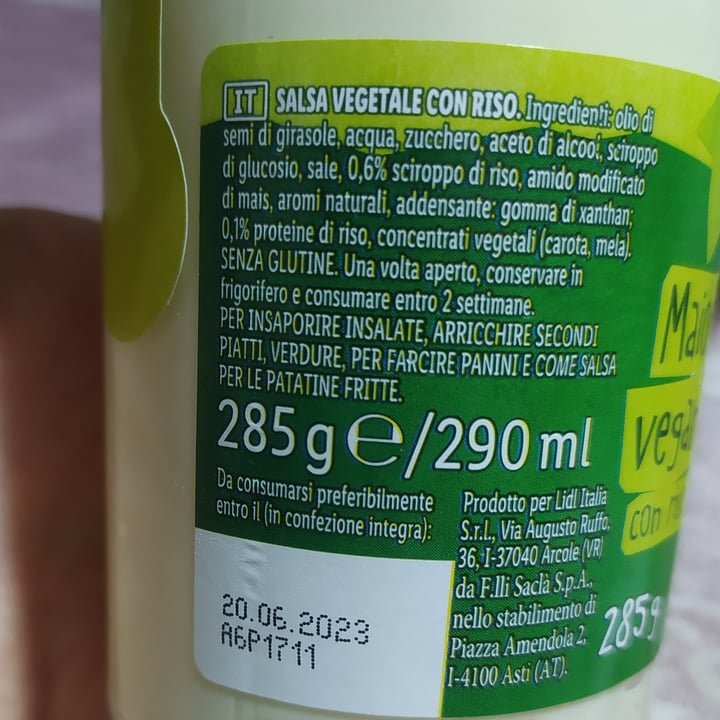 IT SALSA VEGETALE CON RISO. Ingredienti: olio di
semi di girasole, acqua, zucchero, aceto di alcool, sciroppo
di glucosio, sale, 0,6% sciroppo di riso, amido modificato
di mais, aromi naturali, addensante: gomma di xanthan;
0,1% proteine di riso, concentrati vegetali (carota, mela).
SENZA GLUTINE. Una volta aperto, conservare in
frigorifero e consumare entro 2 settimane.
PER INSAPORIRE INSALATE, ARRICCHIRE SECONDI
PIATTI, VERDURE, PER FARCIRE PANINI E COME SALSA
PER LE PATATINE FRITTE.
285 g ℮/290 ml
Da consumarsi preferibilmente
entro il (in confezione integra):
20.06.2023
A6P1711
Prodotto per Lidl Italia
S.r.l., Via Augusto Ruffo,
36, I-37040 Arcole (VR)
da F.lli Saclà S.p.A.,
nello stabilimento di
Piazza Amendola 2,
I-4100 Asti (AT).
con
285g